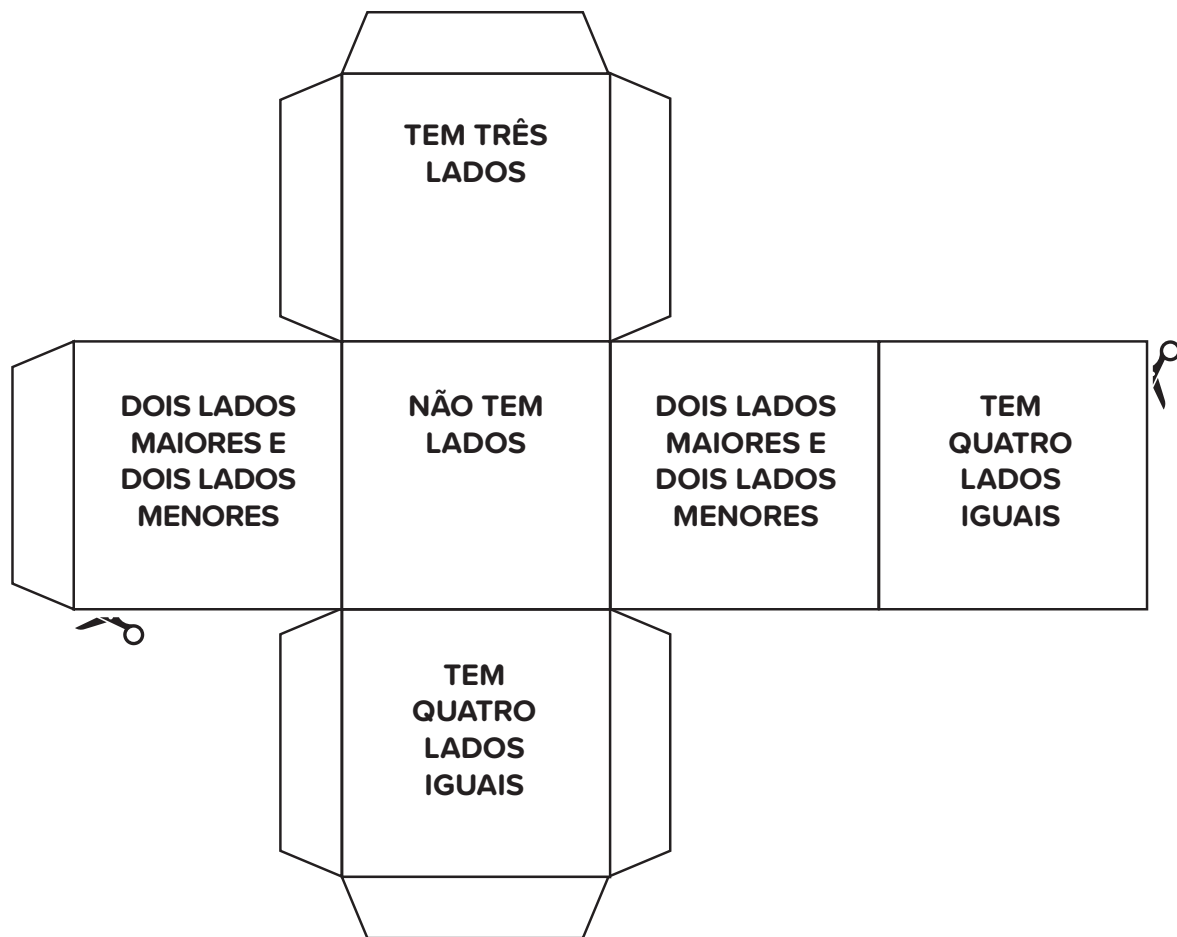 TEM TRÊS
LADOS
DOIS LADOS
MAIORES E
DOIS LADOS
MENORES
NÃO TEM
LADOS
DOIS LADOS
MAIORES E
DOIS LADOS
MENORES
TEM
QUATRO
LADOS
IGUAIS
TEM
QUATRO
LADOS
IGUAIS